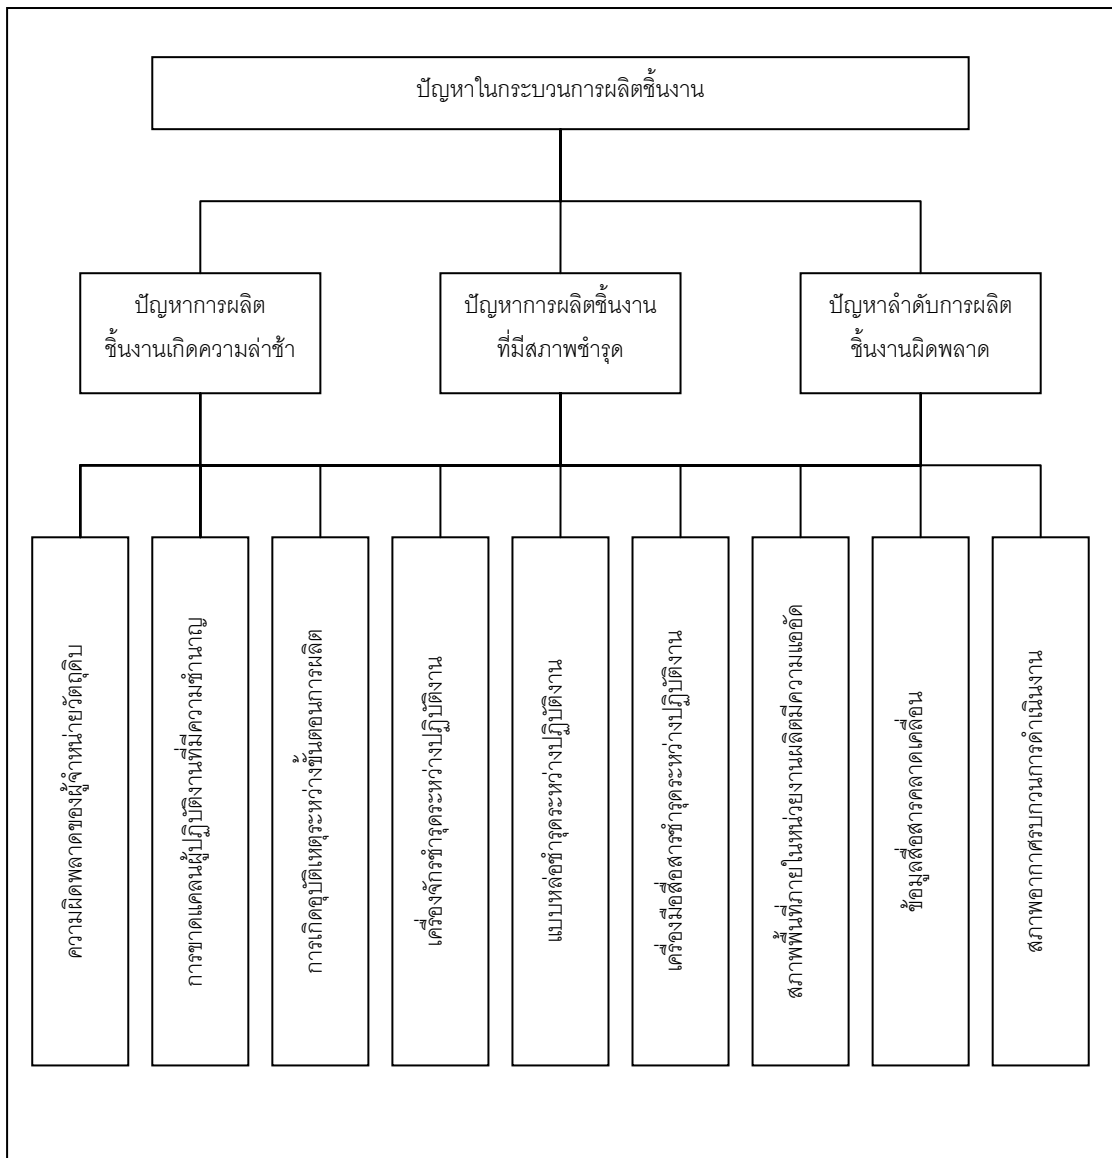 ปัญหาในกระบวนการผลิตชิ้นงาน
ปัญหาการผลิต
ชิ้นงานเกิดความล่าช้า
ปัญหาการผลิตชิ้นงาน
ที่มีสภาพชำรุด
ปัญหาลำดับการผลิต
ชิ้นงานผิดพลาด
ความผิดพลาดของผู้จำหน่ายวัตถุดิบ
การขาดแคลนผู้ปฏิบัติงานที่มีความชำนาญ
การเกิดอุบัติเหตุระหว่างขั้นตอนการผลิต
เครื่องจักรชำรุดระหว่างปฏิบัติงาน
แบบหล่อชำรุดระหว่างปฏิบัติงาน
เครื่องมือสื่อสารชำรุดระหว่างปฏิบัติงาน
สภาพพื้นที่ภายในหน่วยงานผลิตมีความแออัด
ข้อมูลสื่อสารคลาดเคลื่อน
สภาพอากาศรบกวนการดำเนินงาน